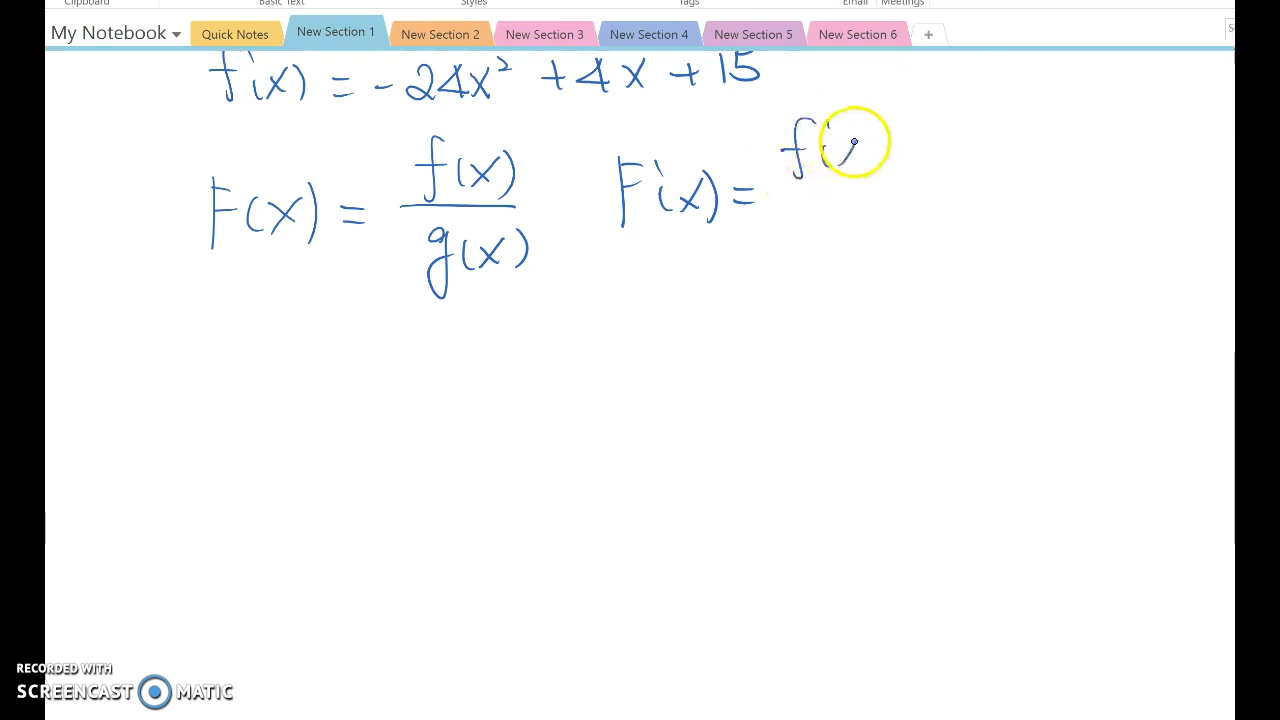 Clipboard Basic Text Styles Tags Email Meetings
My Notebook Quick Notes New Section 1 New Section 2 New Section 3 New Section 4 New Section 5 New Section 6 +
f'(x) = -24x² + 4x + 15
F(x) = f(x) / g(x) F'(x) = f'(
RECORDED WITH
SCREENCAST MATIC